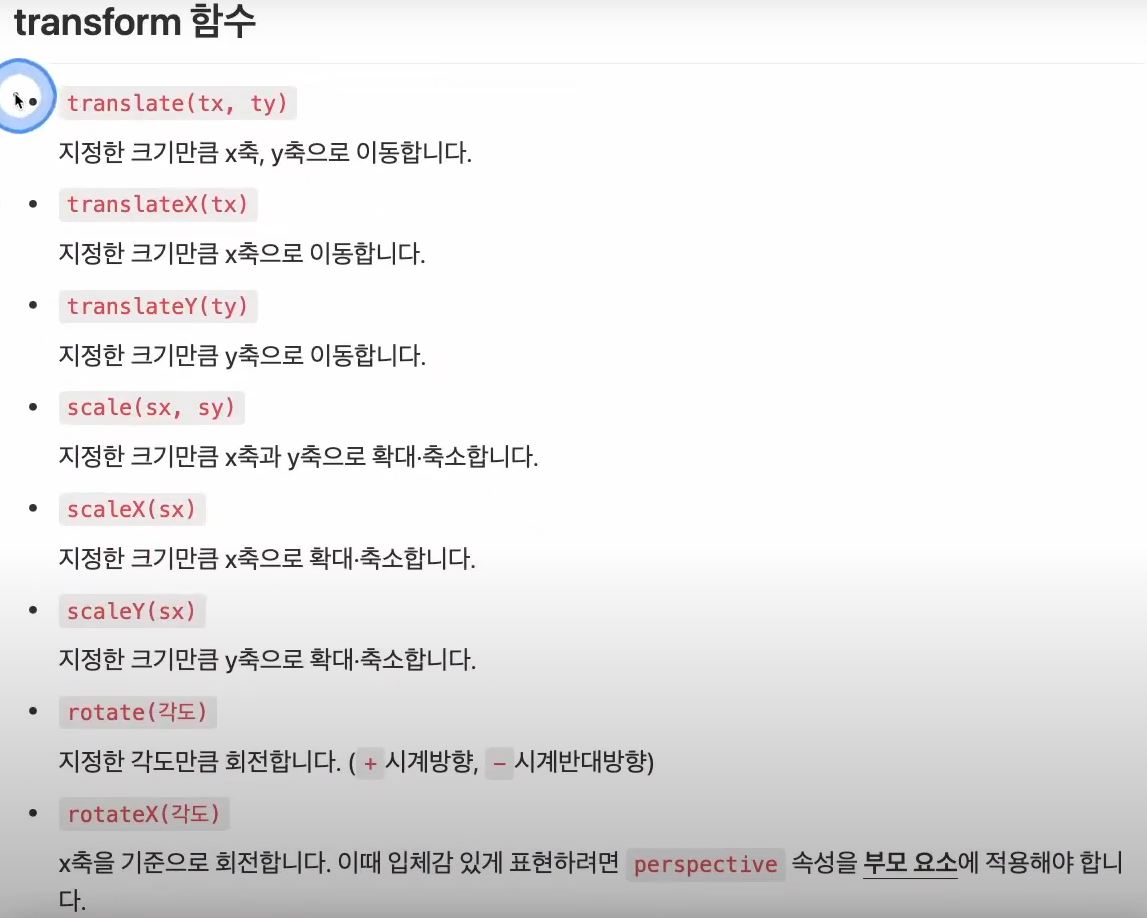 transform 함수
translate(tx, ty)
지정한 크기만큼 x축, y축으로 이동합니다.
translateX(tx)
지정한 크기만큼 x축으로 이동합니다.
translateY(ty)
지정한 크기만큼 y축으로 이동합니다.
scale(sx, sy)
지정한 크기만큼 x축과 y축으로 확대·축소합니다.
scaleX(sx)
지정한 크기만큼 x축으로 확대·축소합니다.
scaleY(sx)
지정한 크기만큼 y축으로 확대·축소합니다.
rotate(각도)
지정한 각도만큼 회전합니다. ( + 시계방향, − 시계반대방향)
rotateX(각도)
x축을 기준으로 회전합니다. 이때 입체감 있게 표현하려면 perspective 속성을 부모 요소에 적용해야 합니
다.